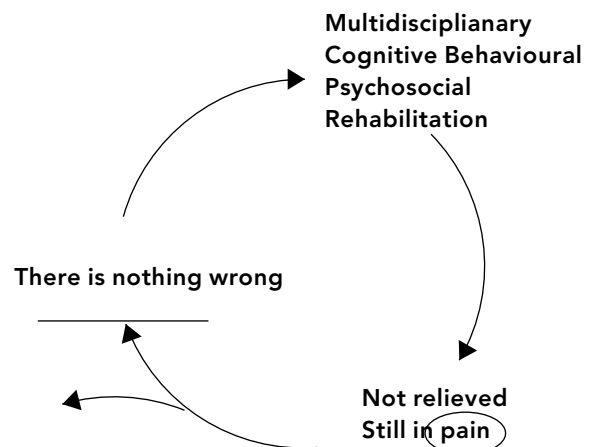 Multidisciplianary
Cognitive Behavioural
Psychosocial
Rehabilitation
There is nothing wrong
Not relieved
Still in pain